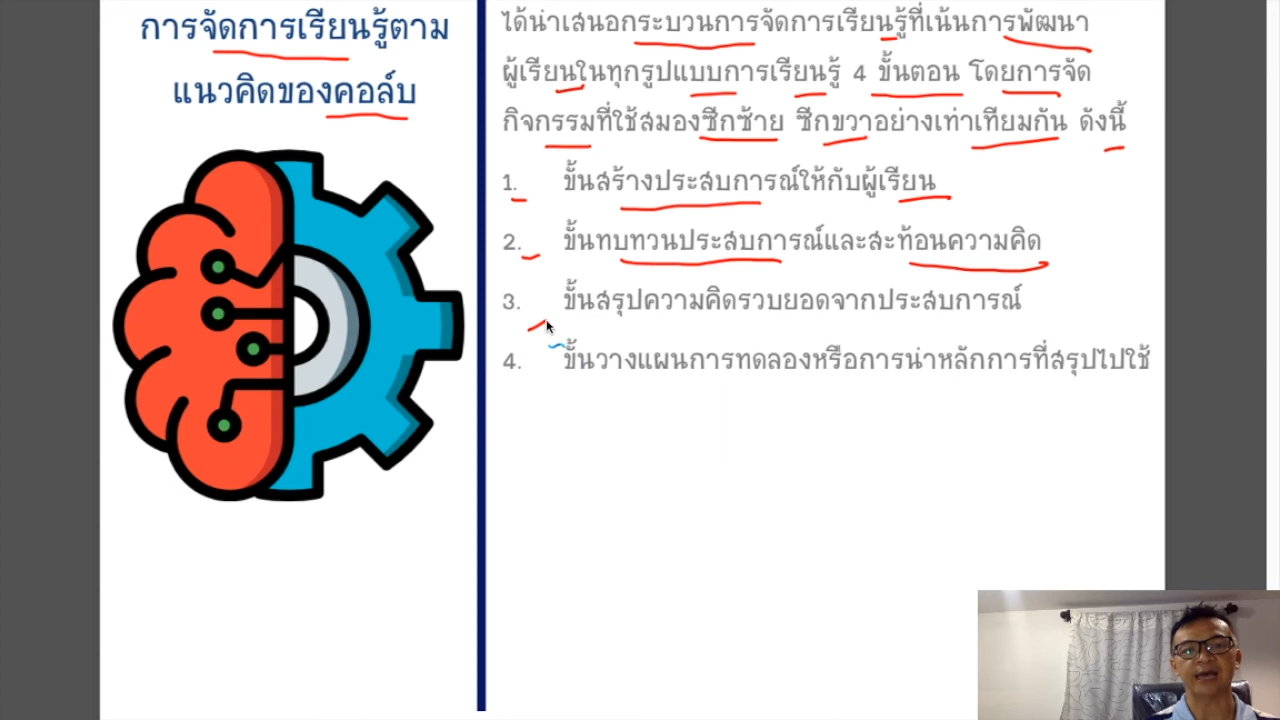 การจัดการเรียนรู้ตาม
แนวคิดของคอล์บ
ได้นำเสนอกระบวนการจัดการเรียนรู้ที่เน้นการพัฒนา
ผู้เรียนในทุกรูปแบบการเรียนรู้ 4 ขั้นตอน โดยการจัด
กิจกรรมที่ใช้สมองซีกซ้าย ซีกขวาอย่างเท่าเทียมกัน ดังนี้
1. ขั้นสร้างประสบการณ์ให้กับผู้เรียน
2. ขั้นทบทวนประสบการณ์และสะท้อนความคิด
3. ขั้นสรุปความคิดรวบยอดจากประสบการณ์
4. ขั้นวางแผนการทดลองหรือการนำหลักการที่สรุปไปใช้